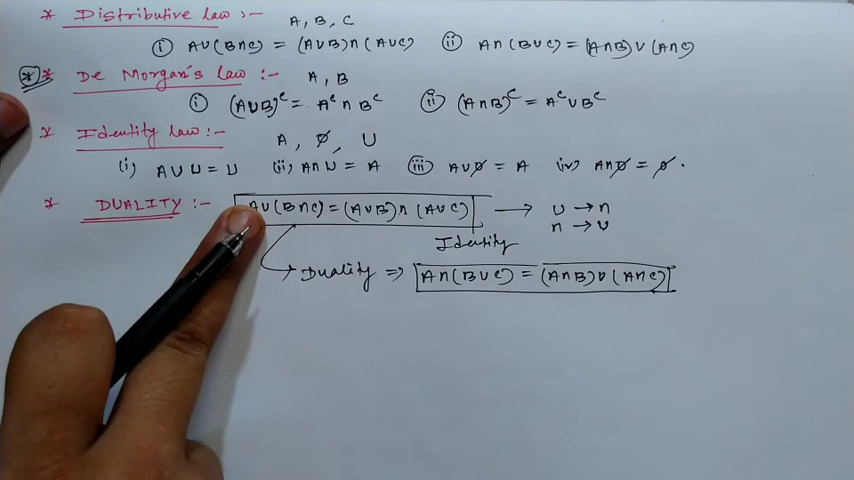 * Distributive law :- A, B, C
(i) A∪(B∩C) = (A∪B)∩(A∪C) (ii) A∩(B∪C) = (A∩B)∪(A∩C)
** De Morgan's Law :- A, B
(i) (A∪B)ᶜ = Aᶜ∩Bᶜ (ii) (A∩B)ᶜ = Aᶜ∪Bᶜ
* Identity law :- A, ∅, U
(i) A∪U = U (ii) A∩U = A (iii) A∪∅ = A (iv) A∩∅ = ∅.
* DUALITY :- A∪(B∩C) = (A∪B)∩(A∪C) → ∪ → ∩
∩ → ∪
Identity
→ Duality ⇒ A∩(B∪C) = (A∩B)∪(A∩C)